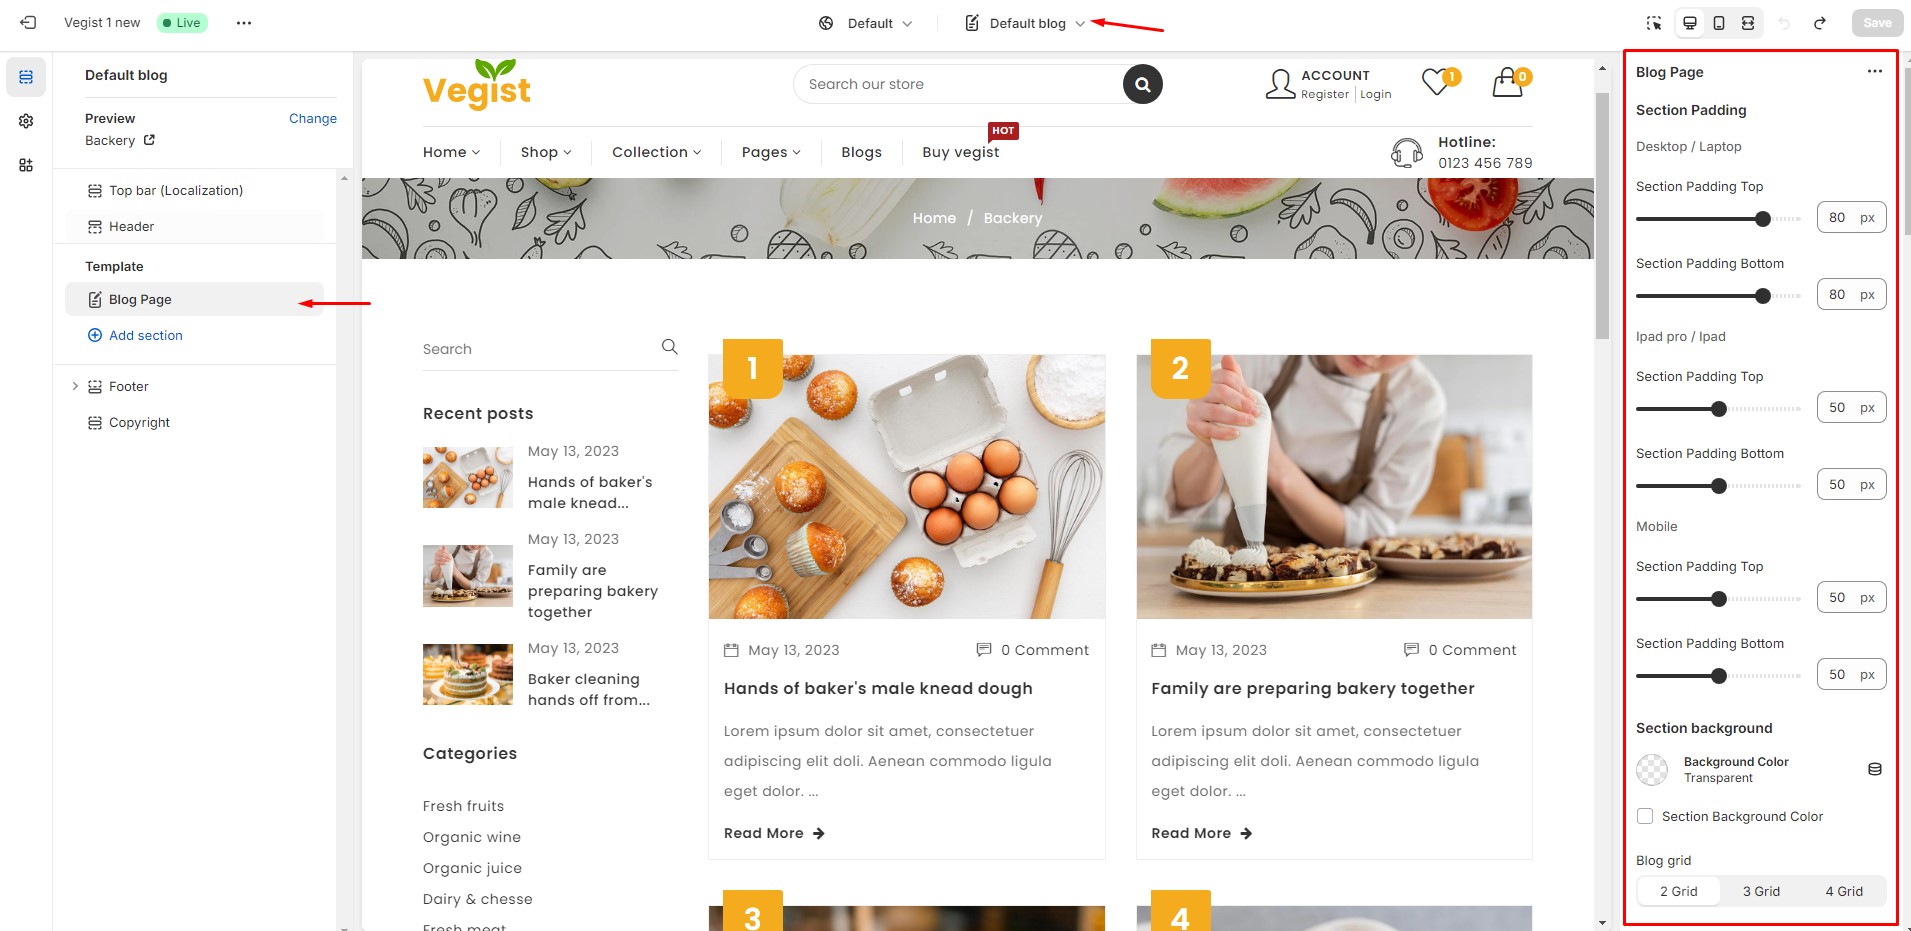 Vegist 1 new
Live
Default
Default blog
Save
Default blog
Preview
Change
Backery
Top bar (Localization)
Header
Template
Blog Page
Add section
Footer
Copyright
Vegist
Search our store
ACCOUNT
Register
Login
1
0
HOT
Home
Shop
Collection
Pages
Blogs
Buy vegist
Hotline:
0123 456 789
Home / Backery
Search
Recent posts
May 13, 2023
Hands of baker's
male knead...
May 13, 2023
Family are
preparing bakery
together
May 13, 2023
Baker cleaning
hands off from...
Categories
Fresh fruits
Organic wine
Organic juice
Dairy & chesse
Fresh meat
1
May 13, 2023
0 Comment
Hands of baker's male knead dough
Lorem ipsum dolor sit amet, consectetuer
adipiscing elit doli. Aenean commodo ligula
eget dolor. ...
Read More
2
May 13, 2023
0 Comment
Family are preparing bakery together
Lorem ipsum dolor sit amet, consectetuer
adipiscing elit doli. Aenean commodo ligula
eget dolor. ...
Read More
3
4
Blog Page
Section Padding
Desktop / Laptop
Section Padding Top
80 px
Section Padding Bottom
80 px
Ipad pro / Ipad
Section Padding Top
50 px
Section Padding Bottom
50 px
Mobile
Section Padding Top
50 px
Section Padding Bottom
50 px
Section background
Background Color
Transparent
Section Background Color
Blog grid
2 Grid
3 Grid
4 Grid